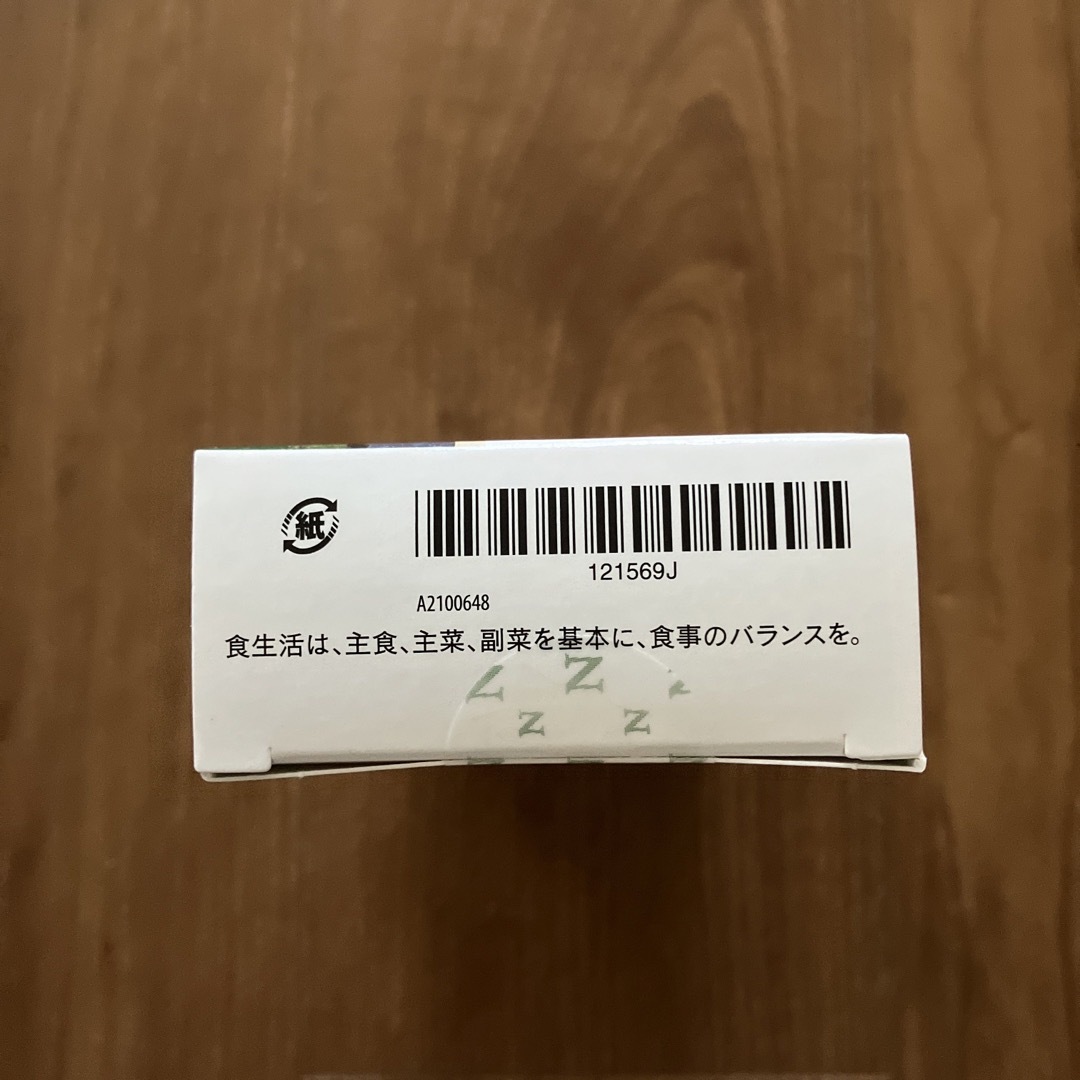 紙
121569J
A2100648
食生活は、主食、主菜、副菜を基本に、食事のバランスを。
Z Z Z
Z Z